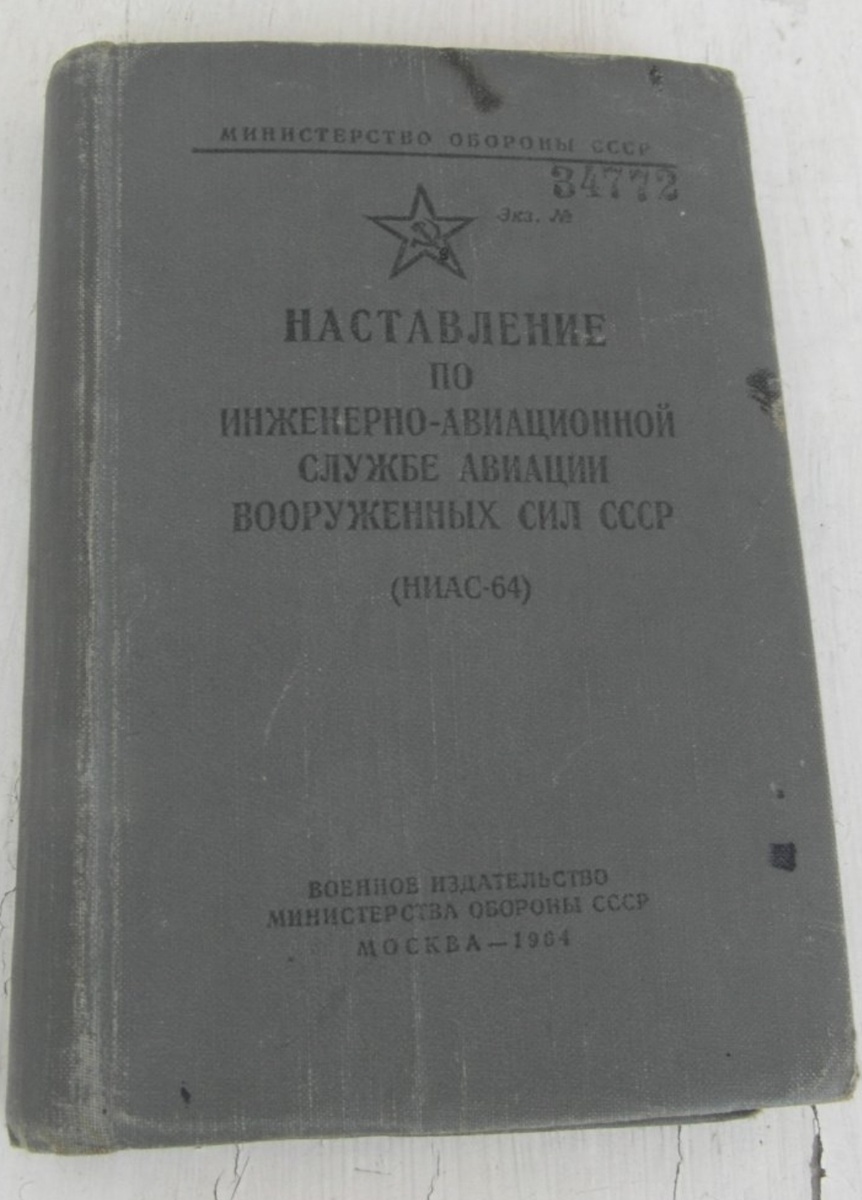 МИНИСТЕРСТВО ОБОРОНЫ СССР
34772
Экз. №
НАСТАВЛЕНИЕ
ПО
ИНЖЕНЕРНО-АВИАЦИОННОЙ
СЛУЖБЕ АВИАЦИИ
ВООРУЖЕННЫХ СИЛ СССР
(НИАС-64)
ВОЕННОЕ ИЗДАТЕЛЬСТВО
МИНИСТЕРСТВА ОБОРОНЫ СССР
МОСКВА—1964